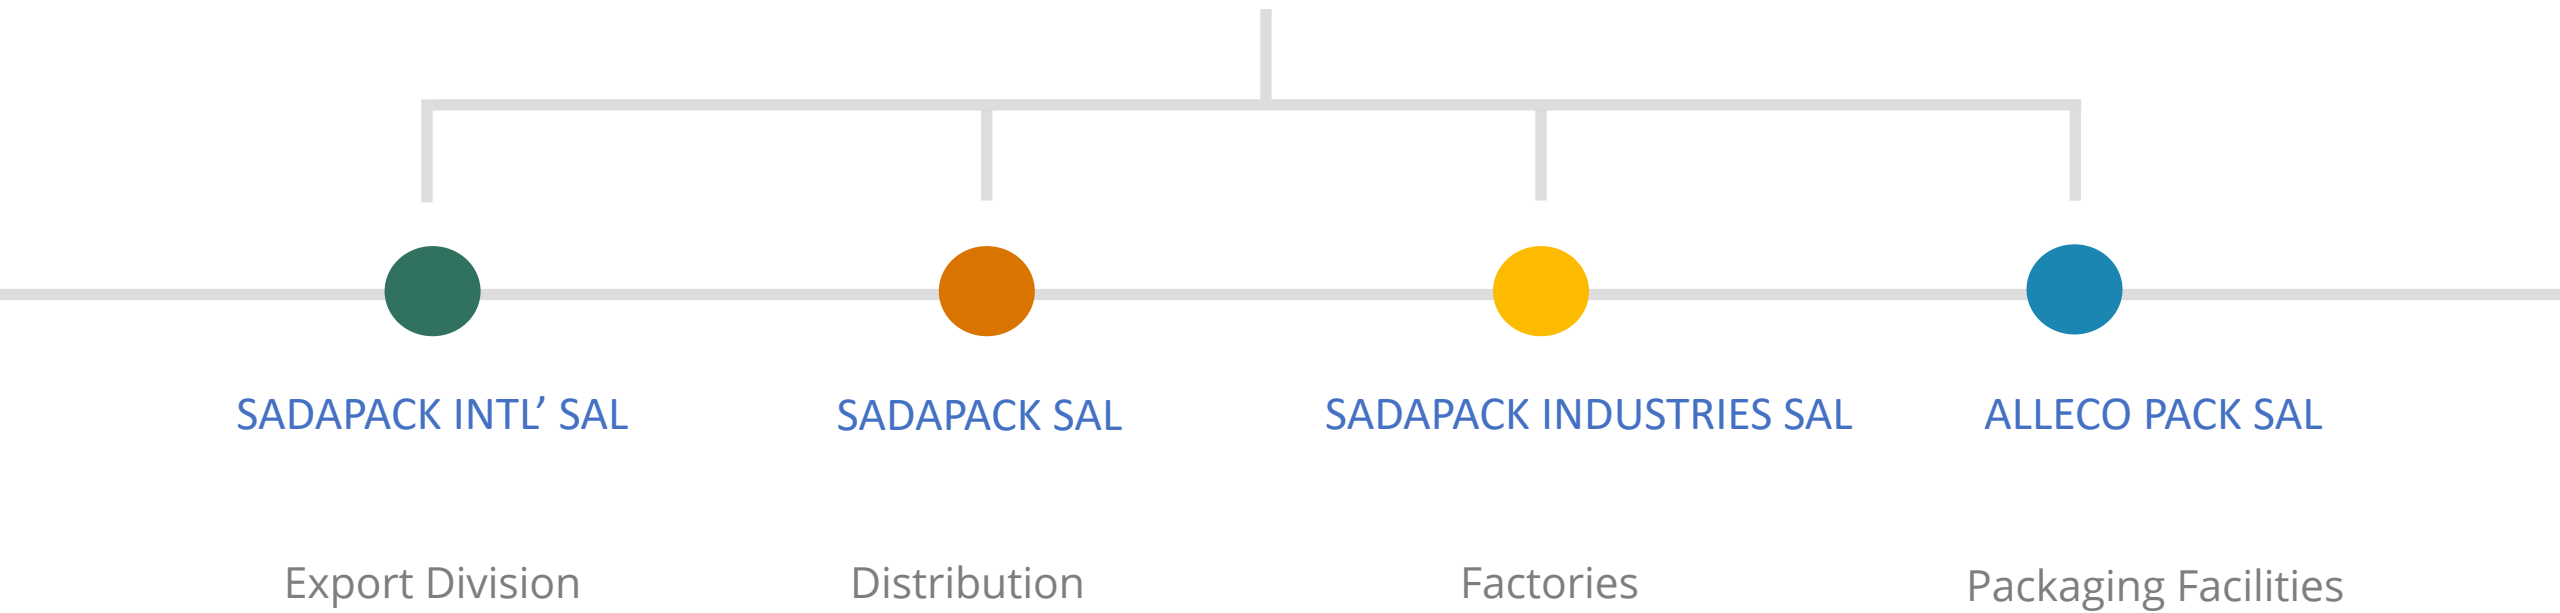 SADAPACK INTL’ SAL
SADAPACK SAL
SADAPACK INDUSTRIES SAL
ALLECO PACK SAL
Export Division
Distribution
Factories
Packaging Facilities